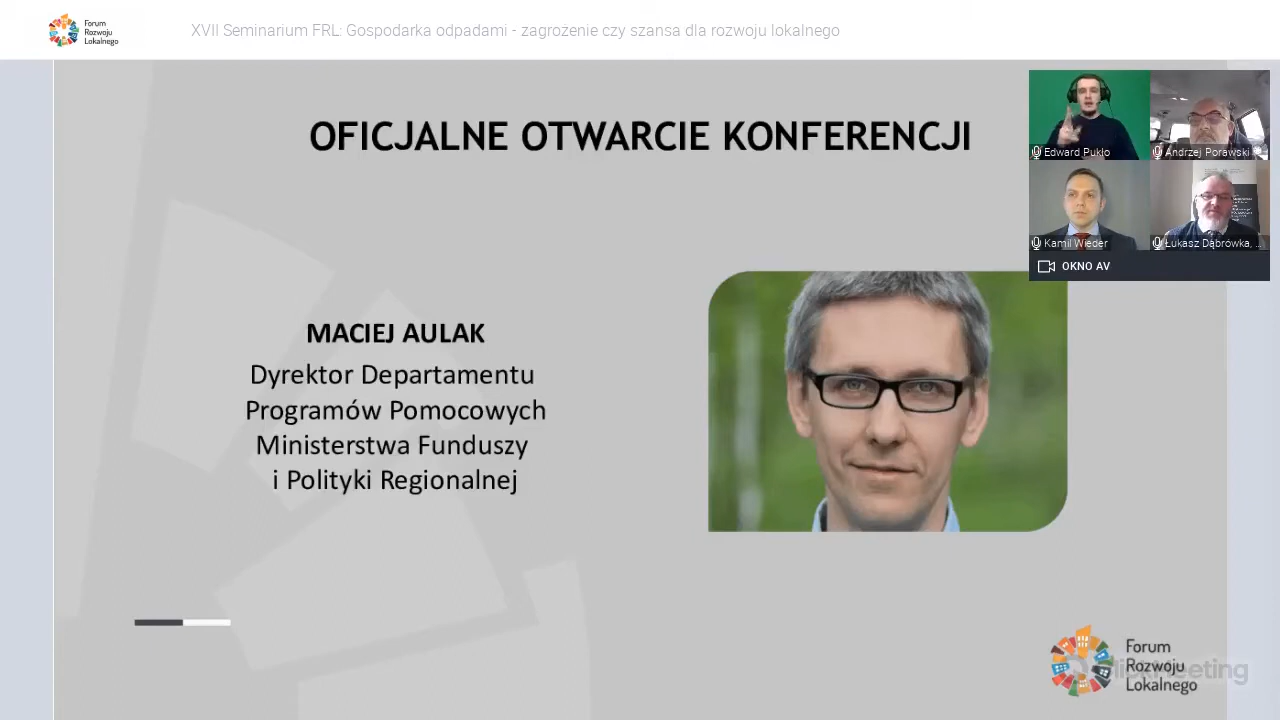 Forum
Rozwoju
Lokalnego
XVII Seminarium FRL: Gospodarka odpadami - zagrożenie czy szansa dla rozwoju lokalnego
OFICJALNE OTWARCIE KONFERENCJI
Edward Pukło
Andrzej Porawski
Kamil Wieder
Łukasz Dąbrówka, ...
OKNO AV
MACIEJ AULAK
Dyrektor Departamentu
Programów Pomocowych
Ministerstwa Funduszy
i Polityki Regionalnej
Forum
Rozwoju
Lokalnego
ClickMeeting